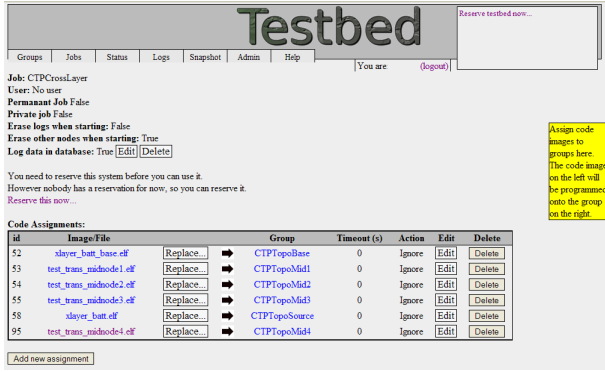 Testbed
Reserve testbed now...
Groups Jobs Status Logs Snapshot Admin Help
You are: (logout)
Job: CTPCrossLayer
User: No user
Permanant Job False
Private job False
Erase logs when starting: False
Erase other nodes when starting: True
Log data in database: True Edit Delete
Assign code
images to
groups here.
The code image
on the left will
be programmed
onto the group
on the right.
You need to reserve this system before you can use it.
However nobody has a reservation for now, so you can reserve it.
Reserve this now...
Code Assignments:
id Image/File Group Timeout (s) Action Edit Delete
52 xlayer_batt_base.elf Replace... CTPTopoBase 0 Ignore Edit Delete
53 test_trans_midnode1.elf Replace... CTPTopoMid1 0 Ignore Edit Delete
54 test_trans_midnode2.elf Replace... CTPTopoMid2 0 Ignore Edit Delete
55 test_trans_midnode3.elf Replace... CTPTopoMid3 0 Ignore Edit Delete
58 xlayer_batt.elf Replace... CTPTopoSource 0 Ignore Edit Delete
95 test_trans_midnode4.elf Replace... CTPTopoMid4 0 Ignore Edit Delete
Add new assignment